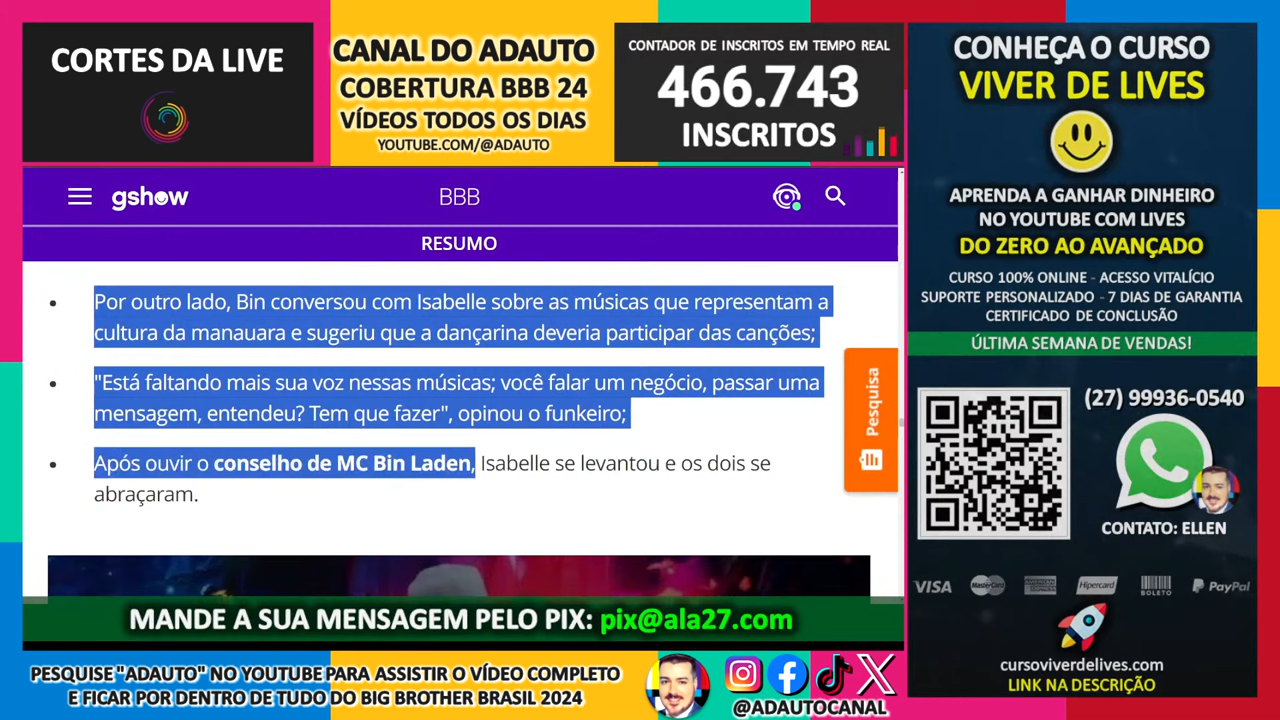 CORTES DA LIVE
CANAL DO ADAUTO
COBERTURA BBB 24
VÍDEOS TODOS OS DIAS
YOUTUBE.COM/@ADAUTO
CONTADOR DE INSCRITOS EM TEMPO REAL
466.743
INSCRITOS
CONHEÇA O CURSO
VIVER DE LIVES
APRENDA A GANHAR DINHEIRO
NO YOUTUBE COM LIVES
DO ZERO AO AVANÇADO
CURSO 100% ONLINE - ACESSO VITALÍCIO
SUPORTE PERSONALIZADO - 7 DIAS DE GARANTIA
CERTIFICADO DE CONCLUSÃO
ÚLTIMA SEMANA DE VENDAS!
(27) 99936-0540
CONTATO: ELLEN
VISA
MasterCard
AMERICAN EXPRESS
Hipercard
BOLETO
PayPal
cursoviverdelives.com
LINK NA DESCRIÇÃO
gshow
BBB
RESUMO
• Por outro lado, Bin conversou com Isabelle sobre as músicas que representam a
cultura da manauara e sugeriu que a dançarina deveria participar das canções;
• "Está faltando mais sua voz nessas músicas; você falar um negócio, passar uma
mensagem, entendeu? Tem que fazer", opinou o funkeiro;
• Após ouvir o conselho de MC Bin Laden, Isabelle se levantou e os dois se
abraçaram.
Pesquisa
MANDE A SUA MENSAGEM PELO PIX: pix@ala27.com
PESQUISE "ADAUTO" NO YOUTUBE PARA ASSISTIR O VÍDEO COMPLETO
E FICAR POR DENTRO DE TUDO DO BIG BROTHER BRASIL 2024
@ADAUTOCANAL